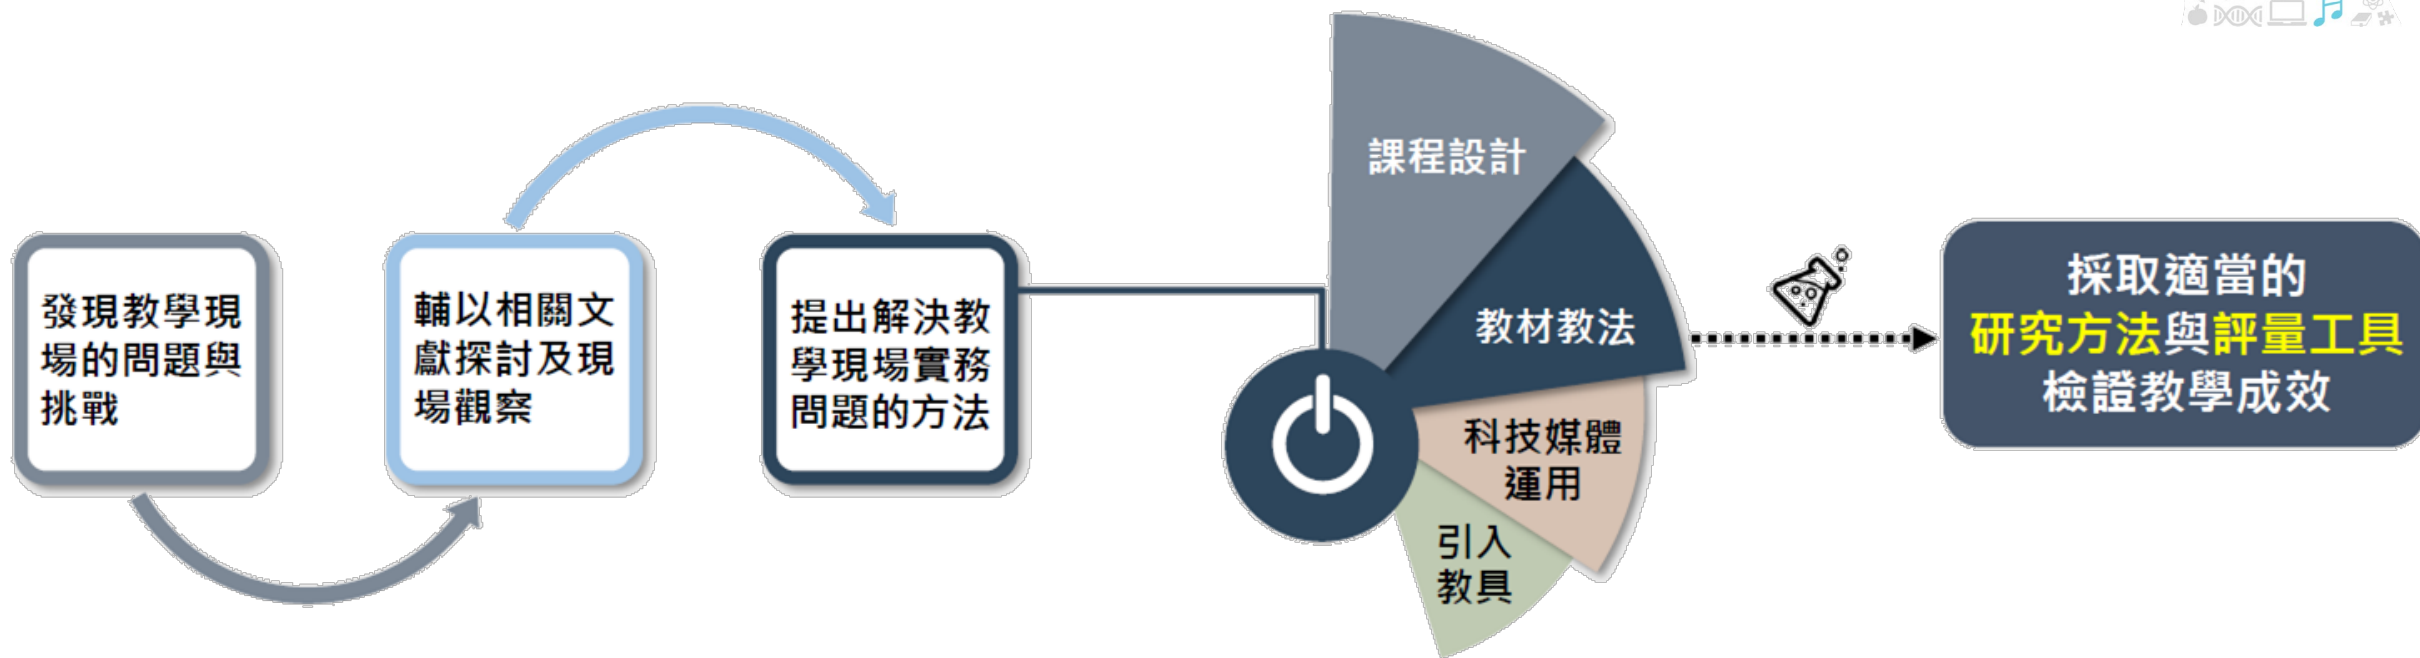 發現教學現
場的問題與
挑戰
輔以相關文
獻探討及現
場觀察
提出解決教
學現場實務
問題的方法
課程設計
教材教法
科技媒體
運用
引入
教具
採取適當的
研究方法與評量工具
檢證教學成效